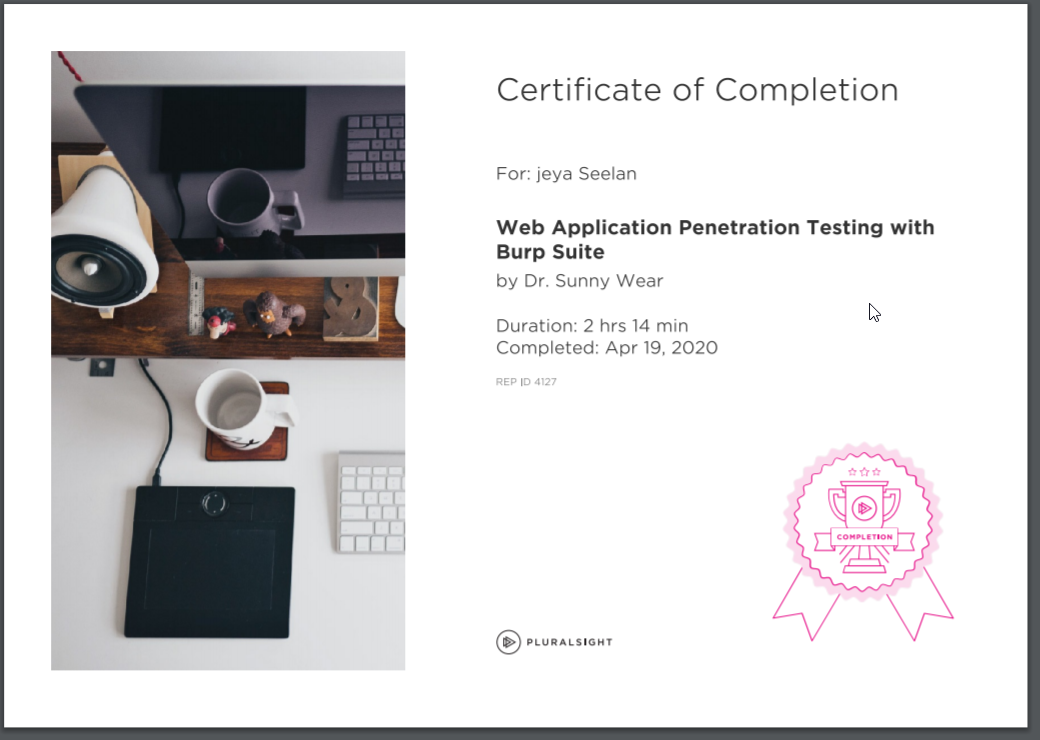 Certificate of Completion
For: jeya Seelan
Web Application Penetration Testing with
Burp Suite
by Dr. Sunny Wear
Duration: 2 hrs 14 min
Completed: Apr 19, 2020
REP ID 4127
COMPLETION
PLURALSIGHT
&